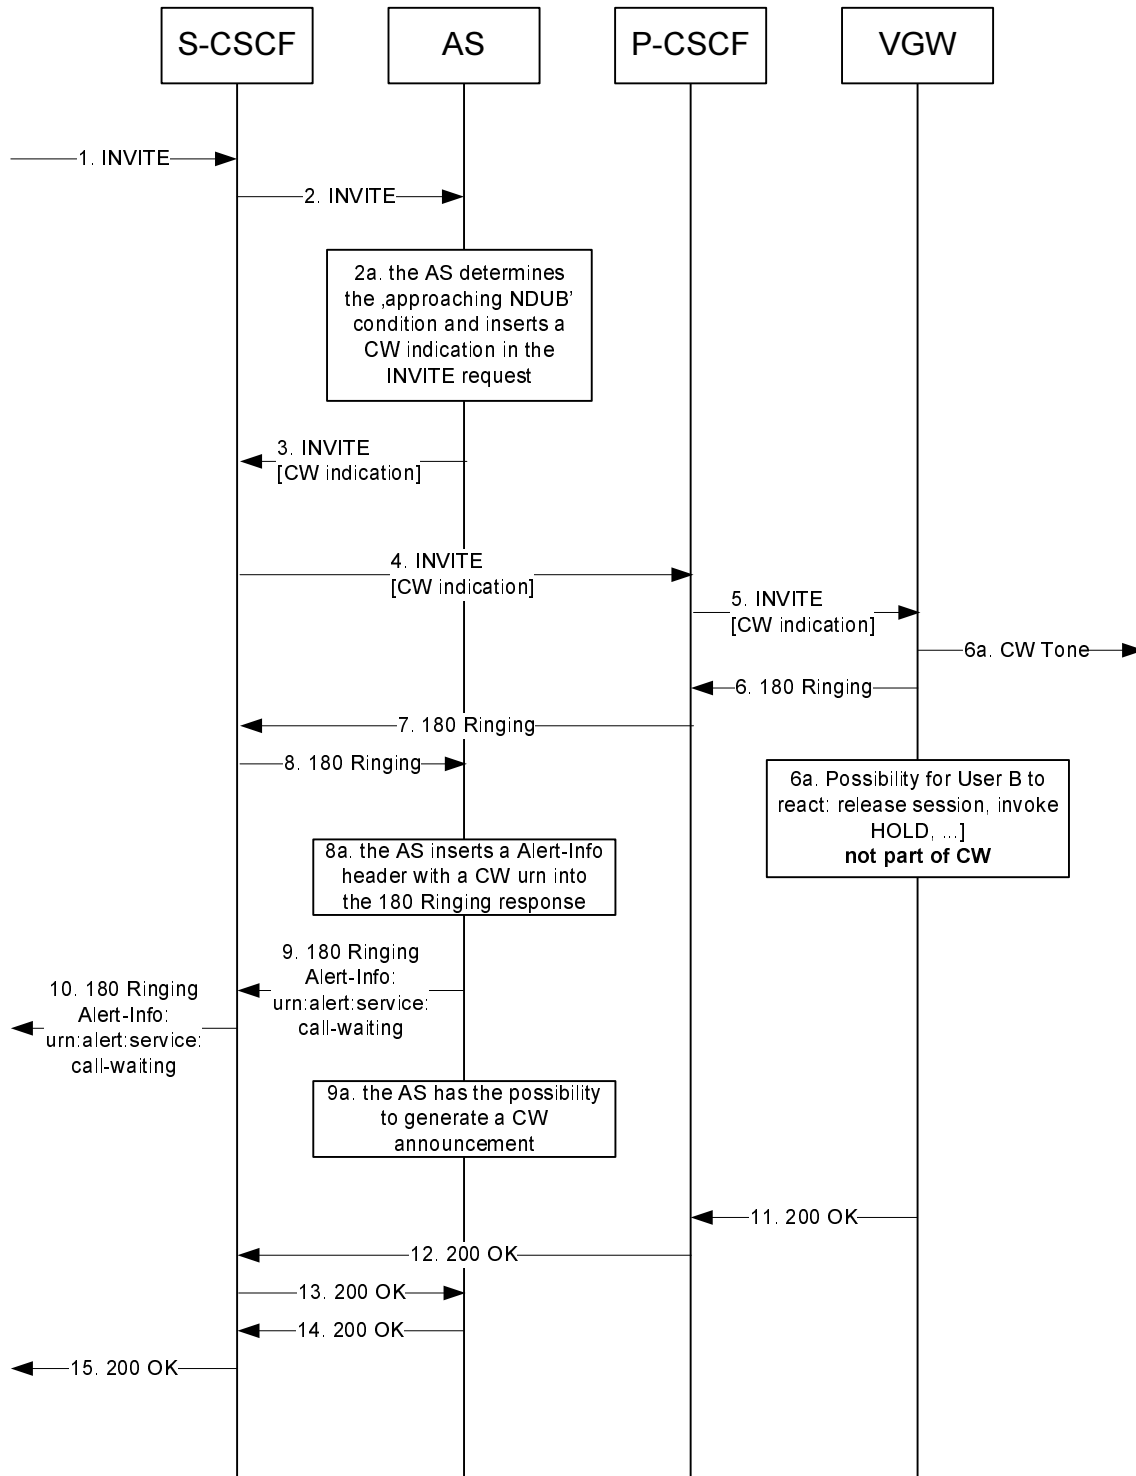 S-CSCF
AS
P-CSCF
VGW
1. INVITE
2. INVITE
2a. the AS determines
the ‚approaching NDUB’
condition and inserts a
CW indication in the
INVITE request
3. INVITE
[CW indication]
4. INVITE
[CW indication]
5. INVITE
[CW indication]
6a. CW Tone
6. 180 Ringing
7. 180 Ringing
8. 180 Ringing
6a. Possibility for User B to
react: release session, invoke
HOLD, ...]
not part of CW
8a. the AS inserts a Alert-Info
header with a CW urn into
the 180 Ringing response
9. 180 Ringing
Alert-Info:
urn:alert:service:
call-waiting
10. 180 Ringing
Alert-Info:
urn:alert:service:
call-waiting
9a. the AS has the possibility
to generate a CW
announcement
11. 200 OK
12. 200 OK
13. 200 OK
14. 200 OK
15. 200 OK